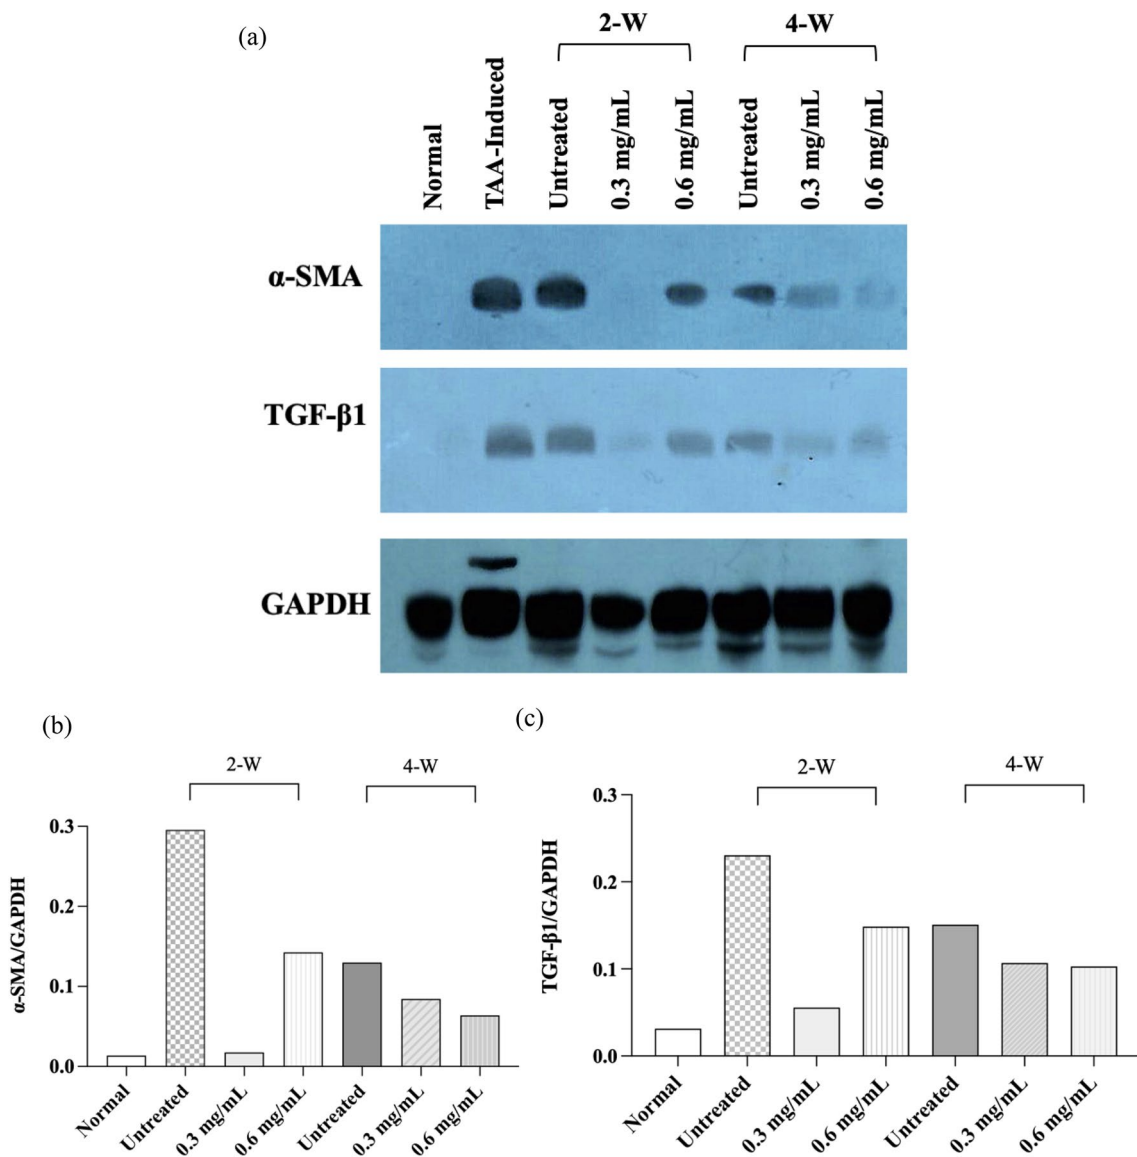 (a)
2-W
4-W
Normal
TAA-Induced
Untreated
0.3 mg/mL
0.6 mg/mL
Untreated
0.3 mg/mL
0.6 mg/mL
α-SMA
TGF-β1
GAPDH
(b)
2-W
4-W
α-SMA/GAPDH
0.3
0.2
0.1
0.0
Normal
Untreated
0.3 mg/mL
0.6 mg/mL
Untreated
0.3 mg/mL
0.6 mg/mL
(c)
2-W
4-W
TGF-β1/GAPDH
0.3
0.2
0.1
0.0
Normal
Untreated
0.3 mg/mL
0.6 mg/mL
Untreated
0.3 mg/mL
0.6 mg/mL